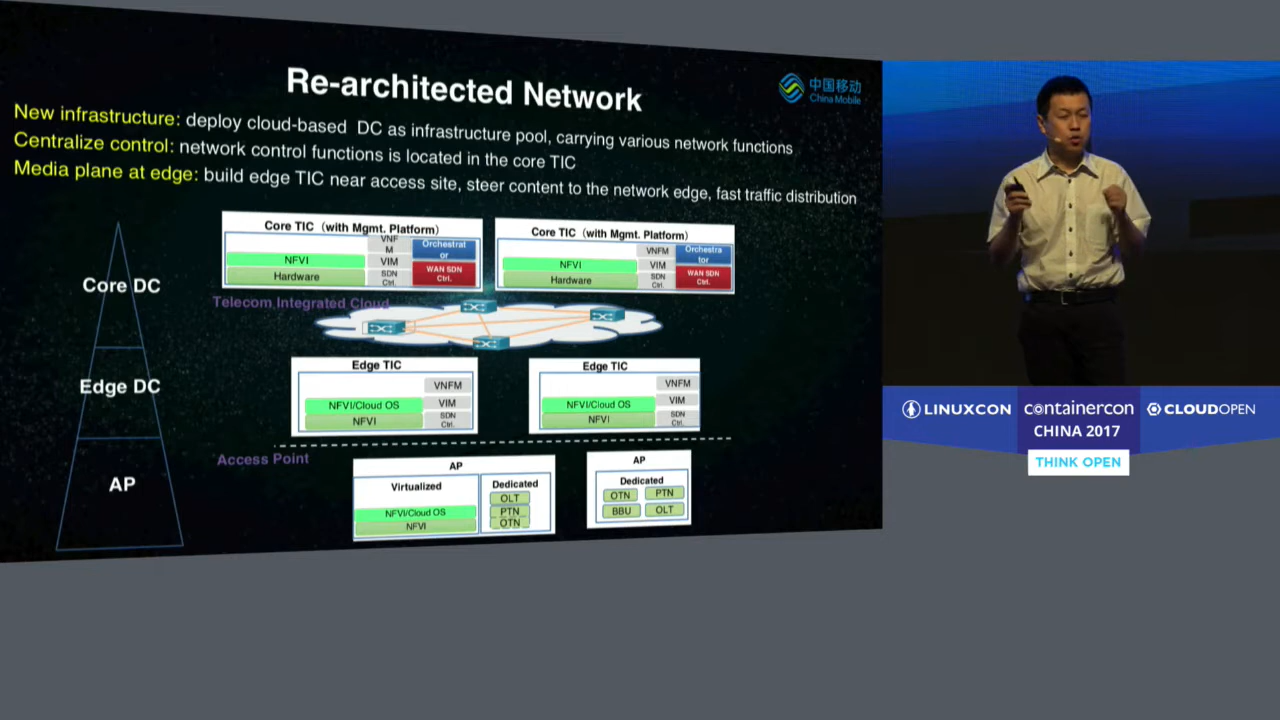 Re-architected Network
中国移动
China Mobile
New infrastructure: deploy cloud-based DC as infrastructure pool, carrying various network functions
Centralize control: network control functions is located in the core TIC
Media plane at edge: build edge TIC near access site, steer content to the network edge, fast traffic distribution
Core DC
Edge DC
AP
Core TIC (with Mgmt. Platform)
VNF
M
Orchestrat
or
NFVI
VIM
WAN SDN
Ctrl.
Hardware
SDN
Ctrl.
Core TIC (with Mgmt. Platform)
VNFM
Orchestra
tor
NFVI
VIM
WAN SDN
Ctrl.
Hardware
SDN
Ctrl.
Telecom Integrated Cloud
Edge TIC
VNFM
NFVI/Cloud OS
VIM
NFVI
SDN
Ctrl.
Edge TIC
VNFM
NFVI/Cloud OS
VIM
NFVI
SDN
Ctrl.
Access Point
AP
Virtualized
NFVI/Cloud OS
NFVI
Dedicated
OLT
PTN
OTN
AP
Dedicated
OTN
PTN
BBU
OLT
LINUXCON
containercon
CLOUDOPEN
CHINA 2017
THINK OPEN